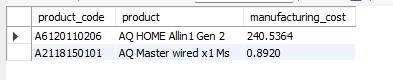 product_code product manufacturing_cost
A6120110206 AQ HOME Allin1 Gen 2 240.5364
A2118150101 AQ Master wired x1 Ms 0.8920